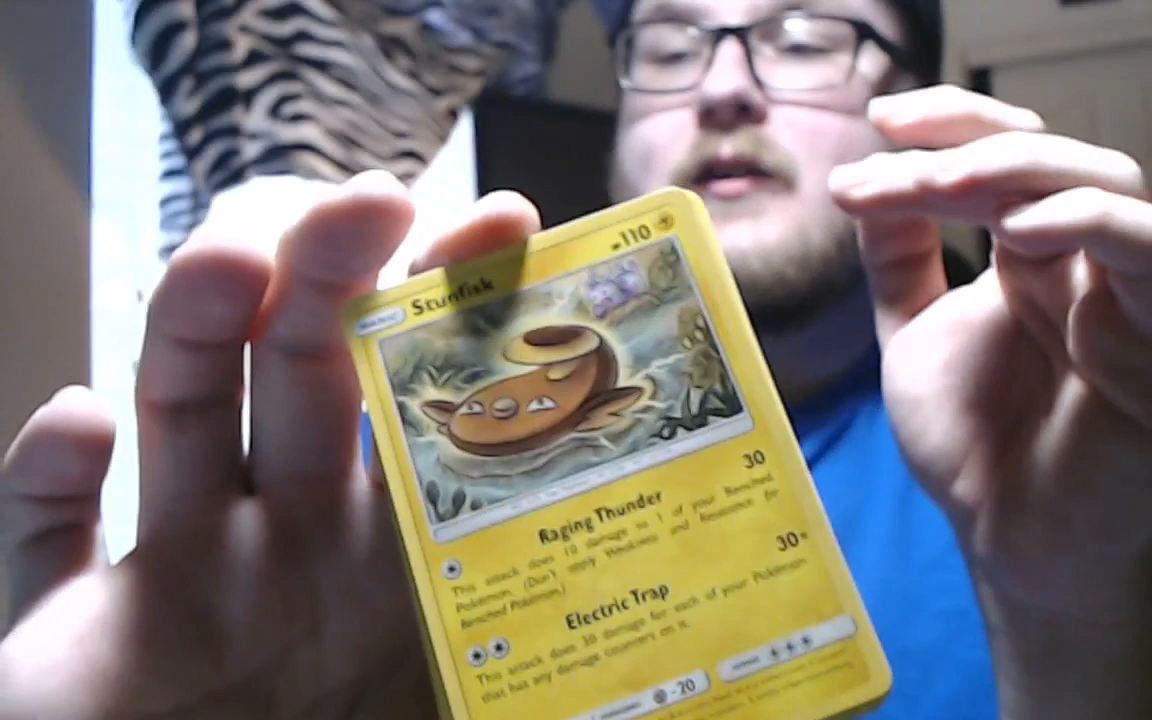 BASIC Stunfisk 110
Raging Thunder 30
This attack does 10 damage to 1 of your Benched
Pokémon. (Don't apply Weakness and Resistance for
Benched Pokémon.)
Electric Trap 30×
This attack does 30 damage for each of your Pokémon
that has any damage counters on it.
-20